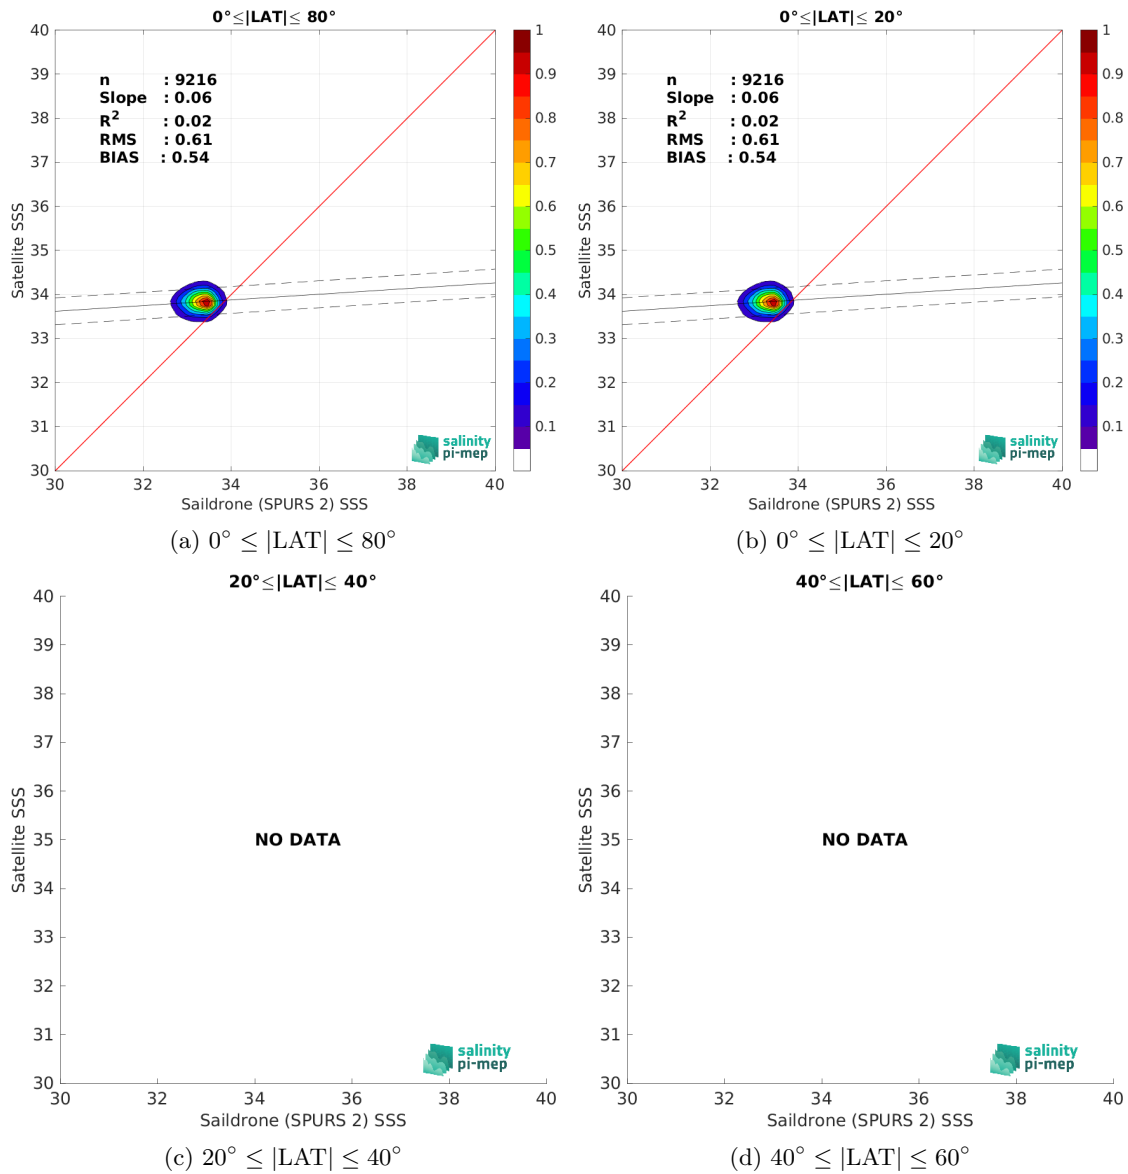 0°≤|LAT|≤ 80°
40
39
38
37
36
35
34
33
32
31
30
Satellite SSS
n : 9216
Slope : 0.06
R2 : 0.02
RMS : 0.61
BIAS : 0.54
salinity
pi-mep
30 32 34 36 38 40
Saildrone (SPURS 2) SSS
1
0.9
0.8
0.7
0.6
0.5
0.4
0.3
0.2
0.1
(a) 0° ≤ |LAT| ≤ 80°
0°≤|LAT|≤ 20°
40
39
38
37
36
35
34
33
32
31
30
Satellite SSS
n : 9216
Slope : 0.06
R2 : 0.02
RMS : 0.61
BIAS : 0.54
salinity
pi-mep
30 32 34 36 38 40
Saildrone (SPURS 2) SSS
1
0.9
0.8
0.7
0.6
0.5
0.4
0.3
0.2
0.1
(b) 0° ≤ |LAT| ≤ 20°
20°≤|LAT|≤ 40°
40
39
38
37
36
35
34
33
32
31
30
Satellite SSS
NO DATA
salinity
pi-mep
30 32 34 36 38 40
Saildrone (SPURS 2) SSS
(c) 20° ≤ |LAT| ≤ 40°
40°≤|LAT|≤ 60°
40
39
38
37
36
35
34
33
32
31
30
Satellite SSS
NO DATA
salinity
pi-mep
30 32 34 36 38 40
Saildrone (SPURS 2) SSS
(d) 40° ≤ |LAT| ≤ 60°